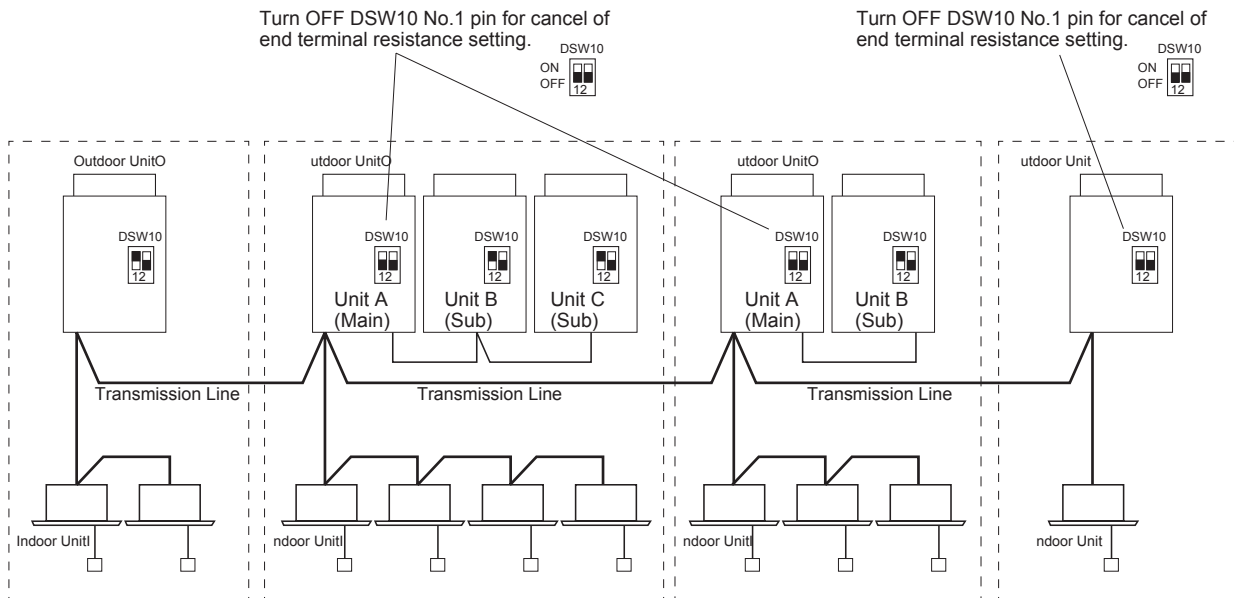 Turn OFF DSW10 No.1 pin for cancel of
end terminal resistance setting.
DSW10
ON
OFF
12
Turn OFF DSW10 No.1 pin for cancel of
end terminal resistance setting.
DSW10
ON
OFF
12
Outdoor UnitO
utdoor UnitO
utdoor UnitO
utdoor Unit
DSW10
12
DSW10
12
DSW10
12
DSW10
12
DSW10
12
DSW10
12
DSW10
12
Unit A
(Main)
Unit B
(Sub)
Unit C
(Sub)
Unit A
(Main)
Unit B
(Sub)
Transmission Line
Transmission Line
Transmission Line
Indoor UnitI
ndoor UnitI
ndoor UnitI
ndoor Unit